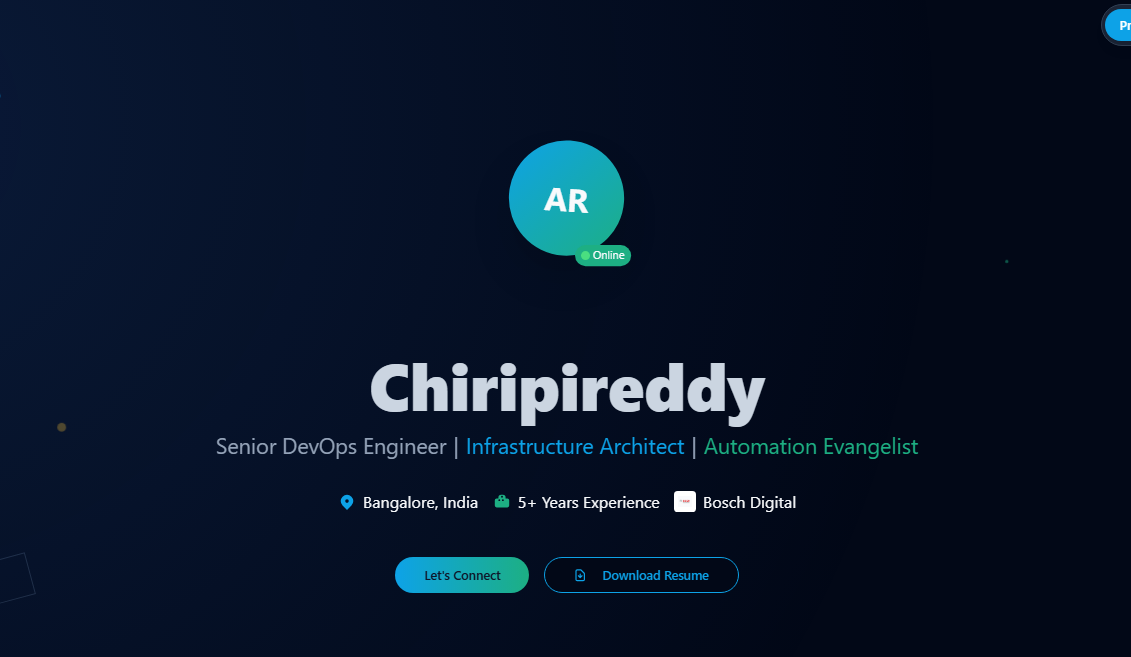 Pr
AR
Online
Chiripireddy
Senior DevOps Engineer | Infrastructure Architect | Automation Evangelist
Bangalore, India 5+ Years Experience Bosch Digital
Let's Connect Download Resume